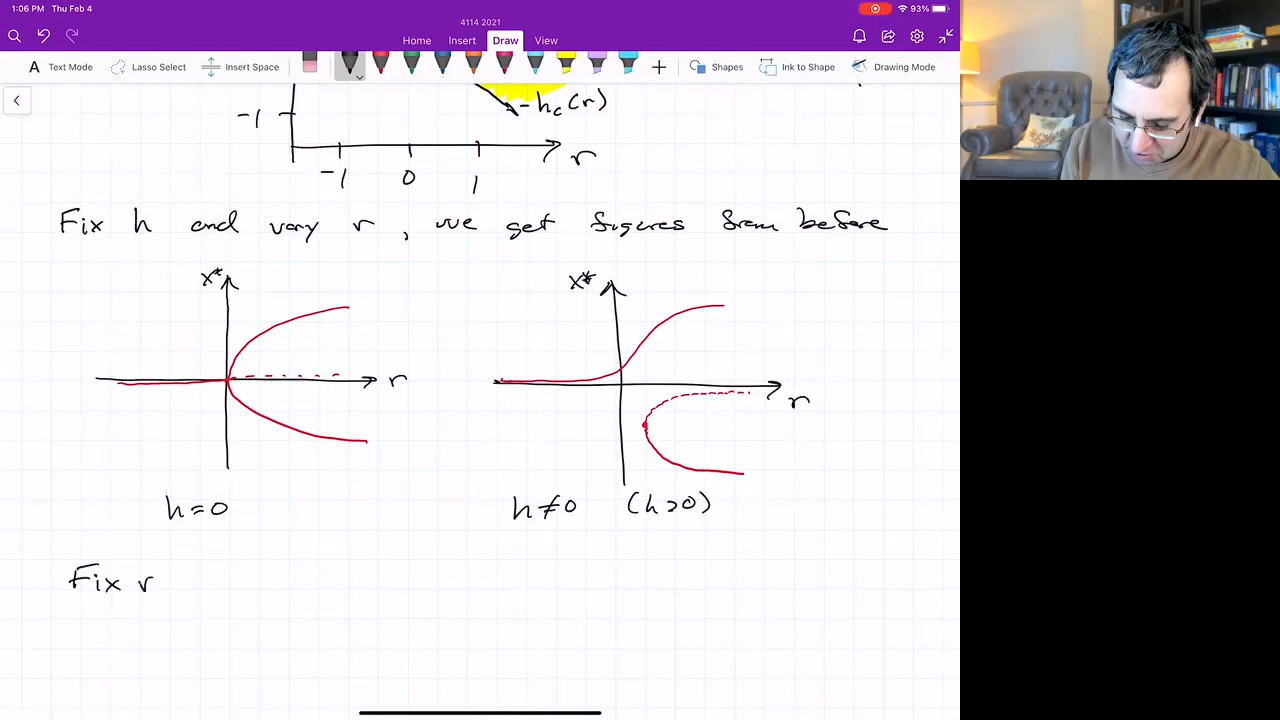 1:06 PM Thu Feb 4
93%
4114 2021
Home Insert Draw View
Text Mode Lasso Select Insert Space Shapes Ink to Shape Drawing Mode
-hc(r)
-1
r
-1 0 1
Fix h and vary r, we get figures from before
x* x*
r r
h=0 h≠0 (h>0)
Fix r